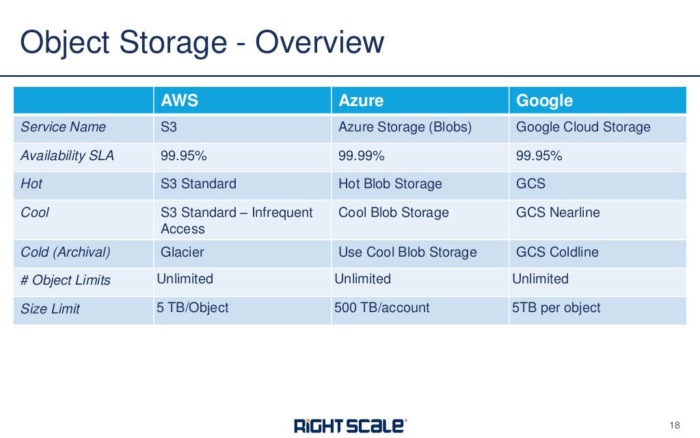 Object Storage - Overview
AWS Azure Google
Service Name S3 Azure Storage (Blobs) Google Cloud Storage
Availability SLA 99.95% 99.99% 99.95%
Hot S3 Standard Hot Blob Storage GCS
Cool S3 Standard – Infrequent Access Cool Blob Storage GCS Nearline
Cold (Archival) Glacier Use Cool Blob Storage GCS Coldline
# Object Limits Unlimited Unlimited Unlimited
Size Limit 5 TB/Object 500 TB/account 5TB per object
RIGHTSCALE
18